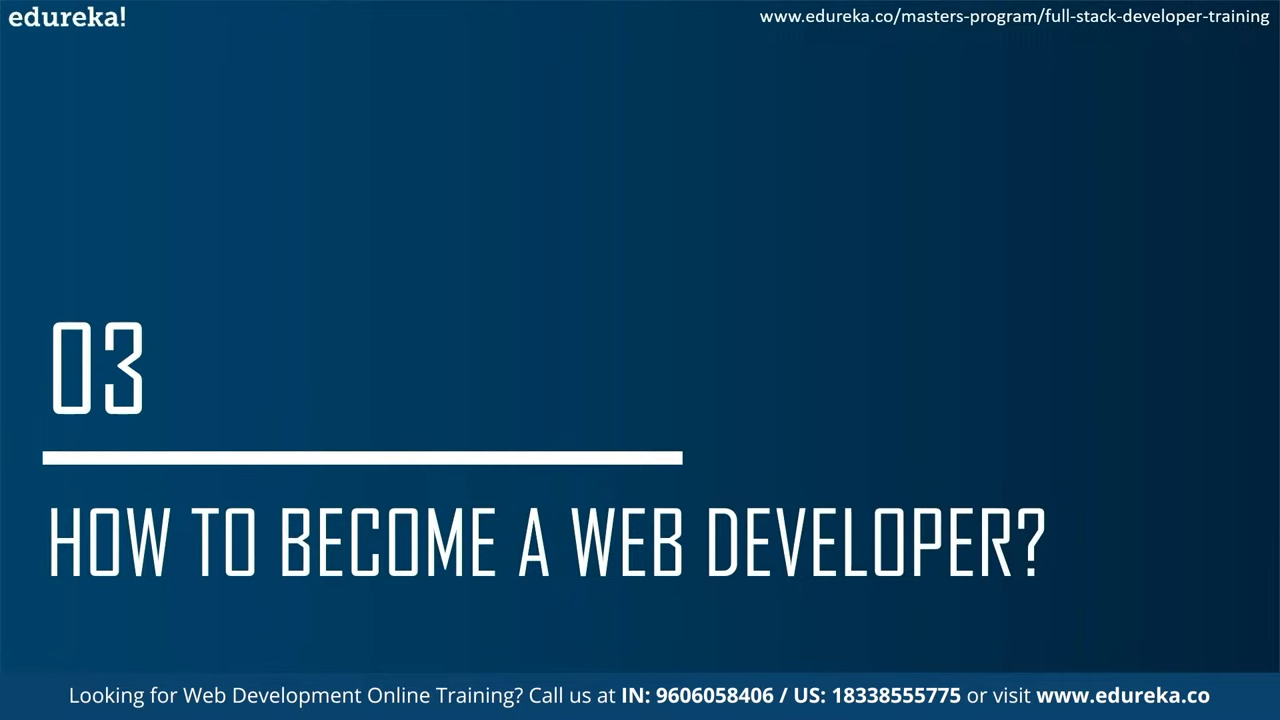 edureka!
www.edureka.co/masters-program/full-stack-developer-training
03
HOW TO BECOME A WEB DEVELOPER?
Looking for Web Development Online Training? Call us at IN: 9606058406 / US: 18338555775 or visit www.edureka.co